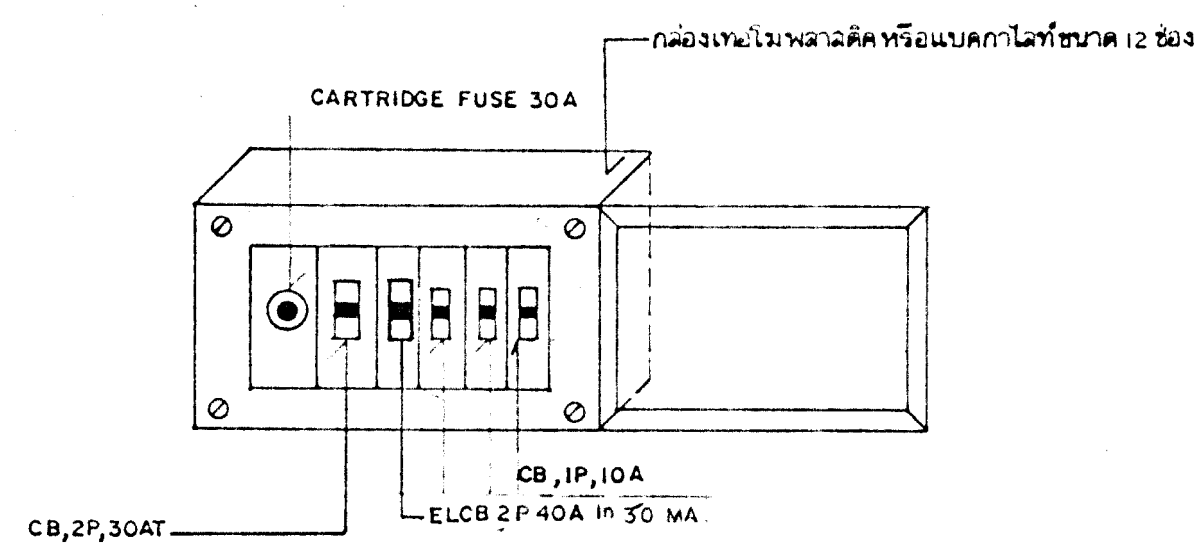 กล่องเทอโมพลาสติคหรือแบคกาไลท์ขนาด 12 ช่อง
CARTRIDGE FUSE 30A
CB,1P,10A
ELCB 2P 40A In 30 MA.
CB,2P,30AT